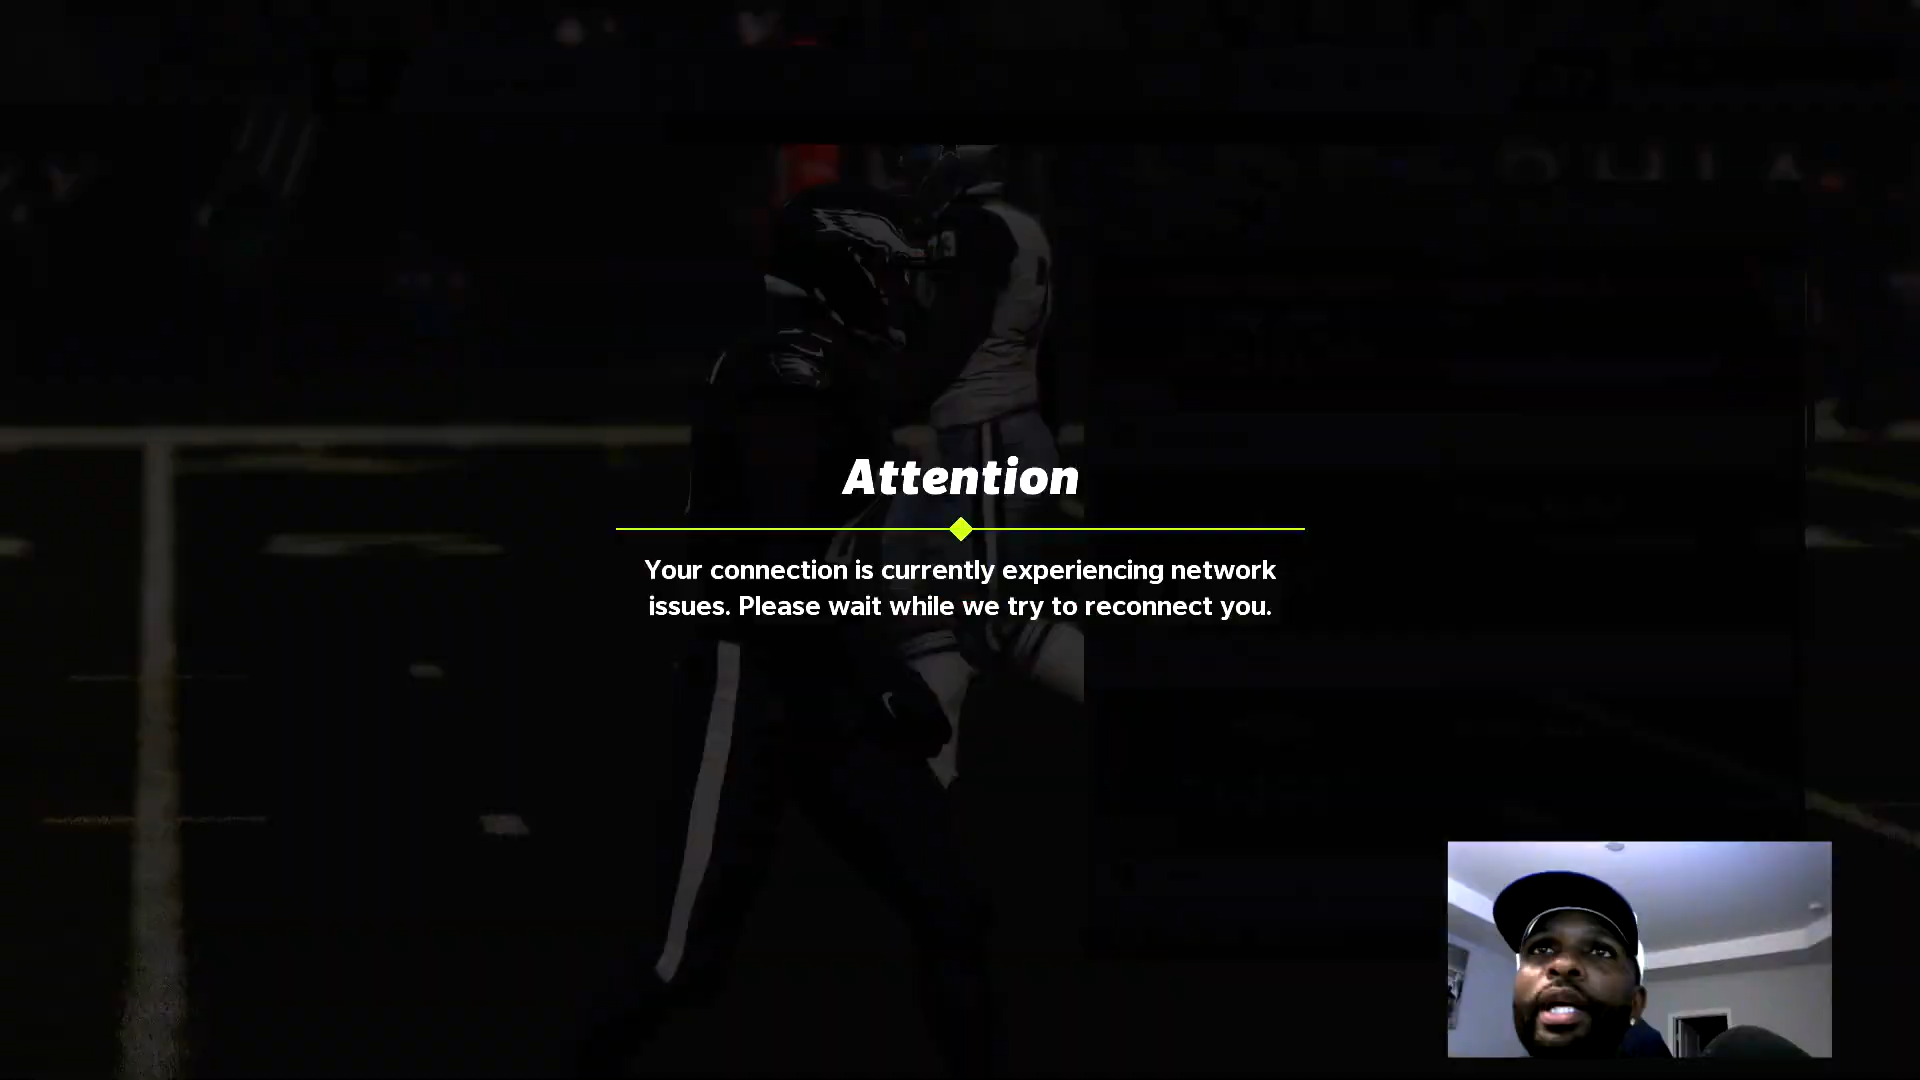 Attention
Your connection is currently experiencing network
issues. Please wait while we try to reconnect you.